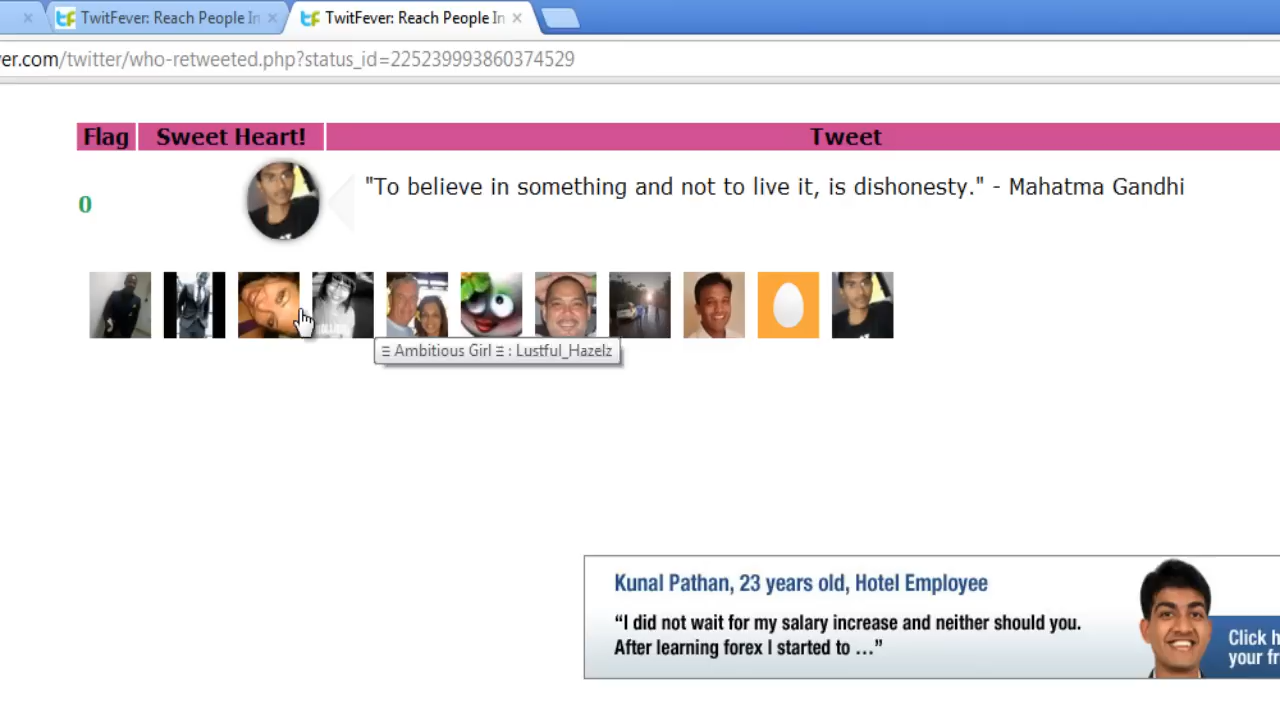 TwitFever: Reach People In
TwitFever: Reach People In
ver.com/twitter/who-retweeted.php?status_id=225239993860374529
Flag Sweet Heart! Tweet
"To believe in something and not to live it, is dishonesty." - Mahatma Gandhi
0
≡ Ambitious Girl ≡ : Lustful_Hazelz
Kunal Pathan, 23 years old, Hotel Employee
“I did not wait for my salary increase and neither should you.
After learning forex I started to ...”
Click h
your fr